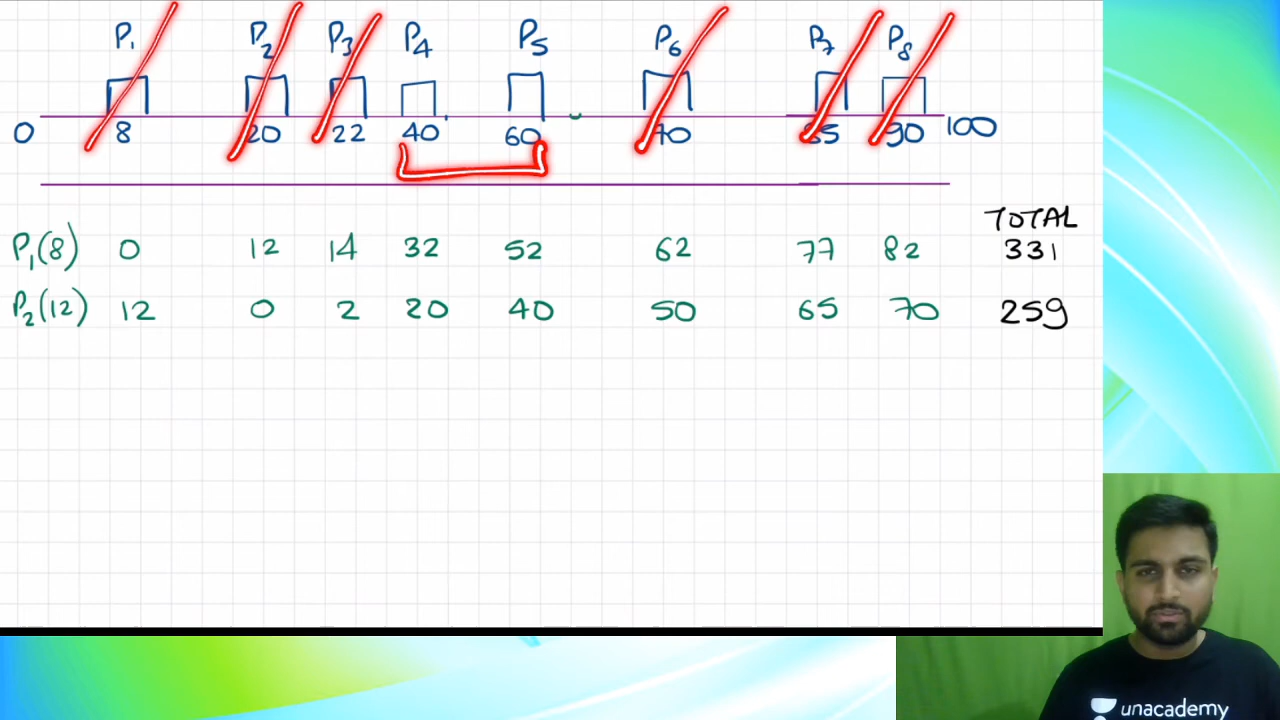 P1 P2 P3 P4 P5 P6 P7 P8
0 8 20 22 40 60 70 85 90 100
TOTAL
P1(8) 0 12 14 32 52 62 77 82 331
P2(12) 12 0 2 20 40 50 65 70 259
unacademy